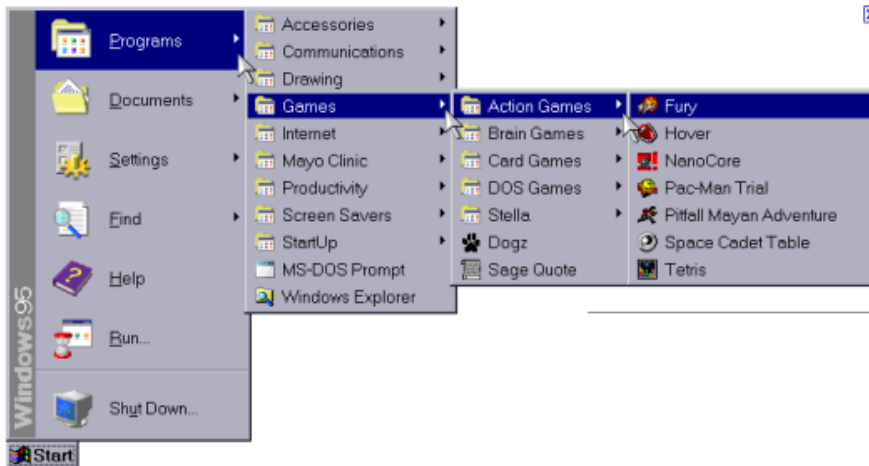 Programs
Documents
Settings
Find
Help
Run...
Shut Down...
Windows95
Start
Accessories
Communications
Drawing
Games
Internet
Mayo Clinic
Productivity
Screen Savers
StartUp
MS-DOS Prompt
Windows Explorer
Action Games
Brain Games
Card Games
DOS Games
Stella
Dogz
Sage Quote
Fury
Hover
NanoCore
Pac-Man Trial
Pitfall Mayan Adventure
Space Cadet Table
Tetris